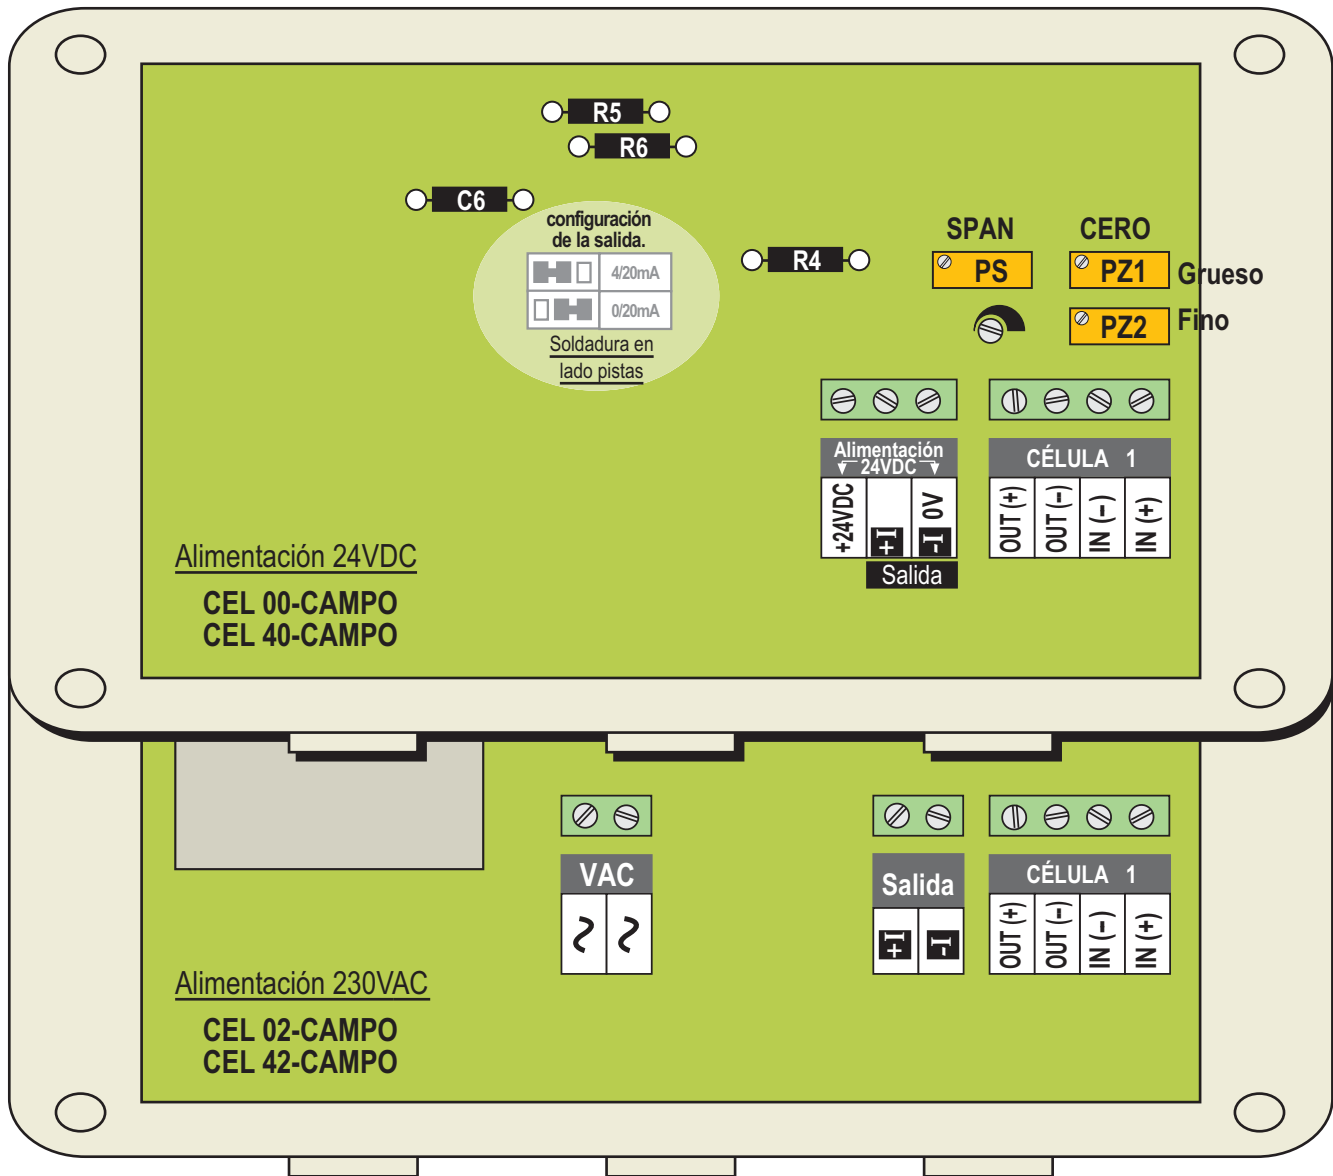 R5
R6
C6
configuración
de la salida.
4/20mA
0/20mA
Soldadura en
lado pistas
R4
SPAN
CERO
PS
PZ1
Grueso
PZ2
Fino
Alimentación
24VDC
+24VDC
+I
-I 0V
Salida
CÉLULA 1
OUT (+)
OUT (-)
IN (-)
IN (+)
Alimentación 24VDC
CEL 00-CAMPO
CEL 40-CAMPO
VAC
Salida
+I
-I
CÉLULA 1
OUT (+)
OUT (-)
IN (-)
IN (+)
Alimentación 230VAC
CEL 02-CAMPO
CEL 42-CAMPO